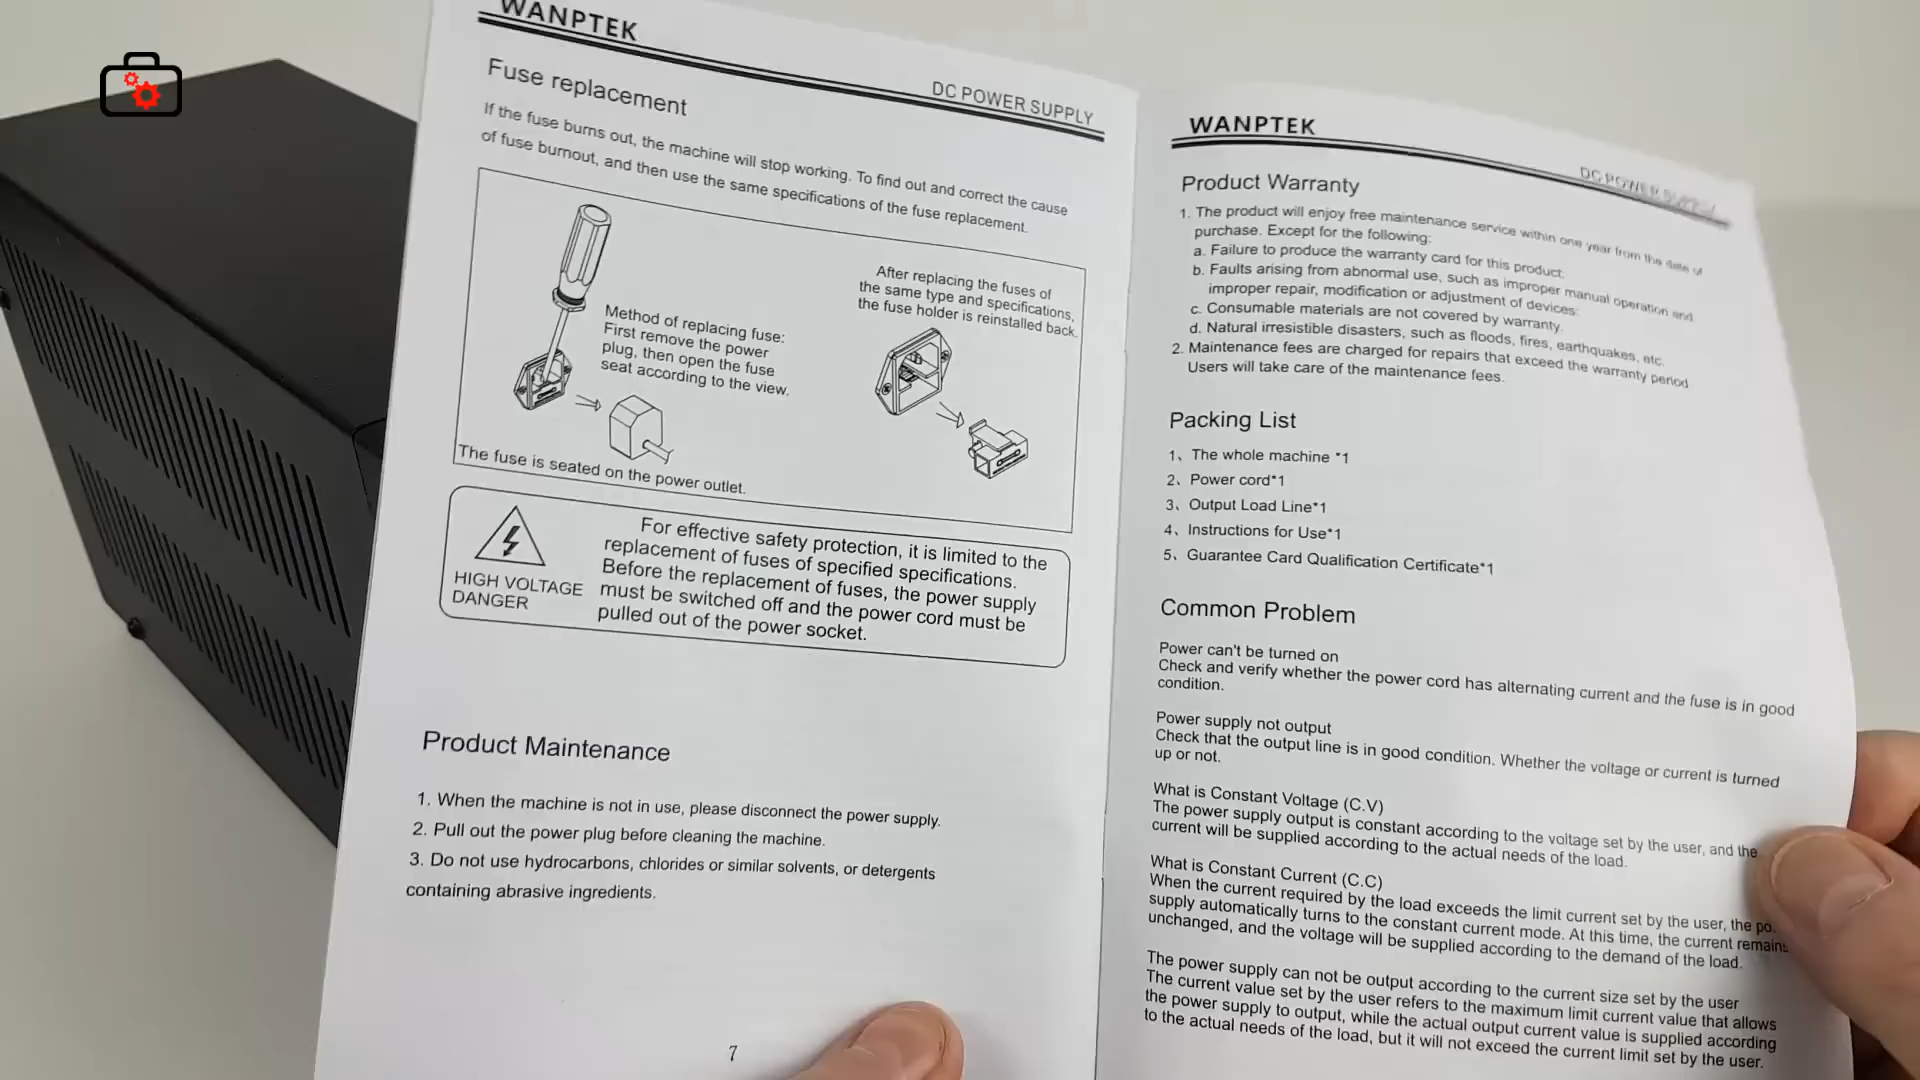 WANPTEK
DC POWER SUPPLY
Fuse replacement
If the fuse burns out, the machine will stop working. To find out and correct the cause
of fuse burnout, and then use the same specifications of the fuse replacement.
Method of replacing fuse:
First remove the power
plug, then open the fuse
seat according to the view.
After replacing the fuses of
the same type and specifications,
the fuse holder is reinstalled back.
The fuse is seated on the power outlet.
HIGH VOLTAGE
DANGER
For effective safety protection, it is limited to the
replacement of fuses of specified specifications.
Before the replacement of fuses, the power supply
must be switched off and the power cord must be
pulled out of the power socket.
Product Maintenance
1. When the machine is not in use, please disconnect the power supply.
2. Pull out the power plug before cleaning the machine.
3. Do not use hydrocarbons, chlorides or similar solvents, or detergents
containing abrasive ingredients.
7
WANPTEK
DC POWER SUPPLY
Product Warranty
1. The product will enjoy free maintenance service within one year from the date of
purchase. Except for the following:
a. Failure to produce the warranty card for this product:
b. Faults arising from abnormal use, such as improper manual operation and
improper repair, modification or adjustment of devices:
c. Consumable materials are not covered by warranty.
d. Natural irresistible disasters, such as floods, fires, earthquakes, etc.
2. Maintenance fees are charged for repairs that exceed the warranty period
Users will take care of the maintenance fees.
Packing List
1、The whole machine *1
2、Power cord*1
3、Output Load Line*1
4、Instructions for Use*1
5、Guarantee Card Qualification Certificate*1
Common Problem
Power can't be turned on
Check and verify whether the power cord has alternating current and the fuse is in good
condition.
Power supply not output
Check that the output line is in good condition. Whether the voltage or current is turned
up or not.
What is Constant Voltage (C.V)
The power supply output is constant according to the voltage set by the user, and the
current will be supplied according to the actual needs of the load.
What is Constant Current (C.C)
When the current required by the load exceeds the limit current set by the user, the po
supply automatically turns to the constant current mode. At this time, the current remains
unchanged, and the voltage will be supplied according to the demand of the load.
The power supply can not be output according to the current size set by the user
The current value set by the user refers to the maximum limit current value that allows
the power supply to output, while the actual output current value is supplied according
to the actual needs of the load, but it will not exceed the current limit set by the user.